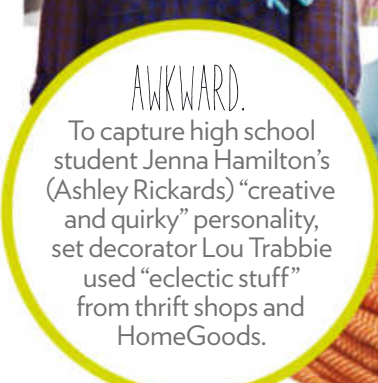 AWKWARD.
To capture high school
student Jenna Hamilton’s
(Ashley Rickards) “creative
and quirky” personality,
set decorator Lou Trabbie
used “eclectic stuff”
from thrift shops and
HomeGoods.